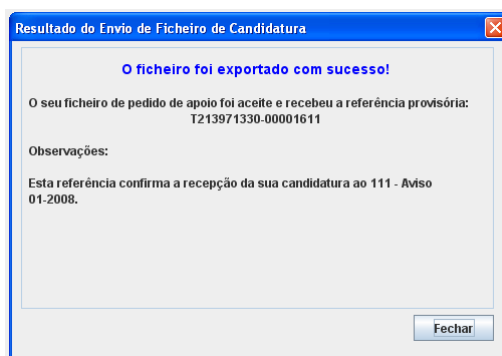 Resultado do Envio de Ficheiro de Candidatura
O ficheiro foi exportado com sucesso!
O seu ficheiro de pedido de apoio foi aceite e recebeu a referência provisória:
T213971330-00001611
Observações:
Esta referência confirma a recepção da sua candidatura ao 111 - Aviso
01-2008.
Fechar